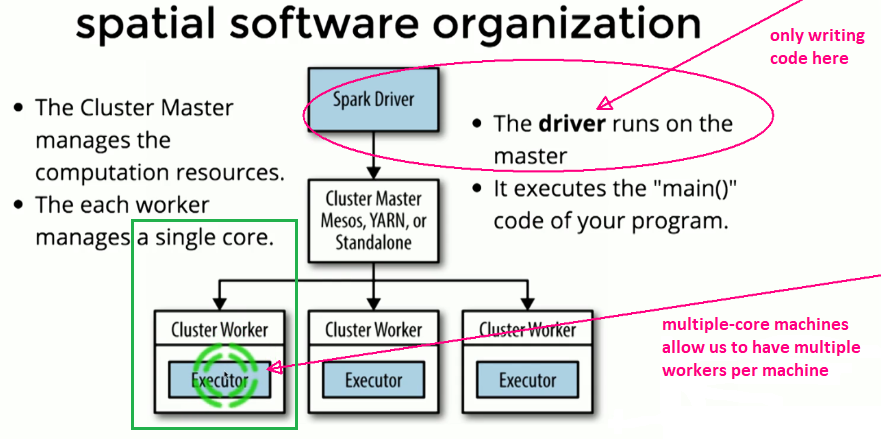 spatial software organization
only writing
code here
• The Cluster Master
manages the
computation resources.
• The each worker
manages a single core.
Spark Driver
• The driver runs on the
master
• It executes the "main()"
code of your program.
Cluster Master
Mesos, YARN, or
Standalone
Cluster Worker
Executor
Cluster Worker
Executor
Cluster Worker
Executor
multiple-core machines
allow us to have multiple
workers per machine